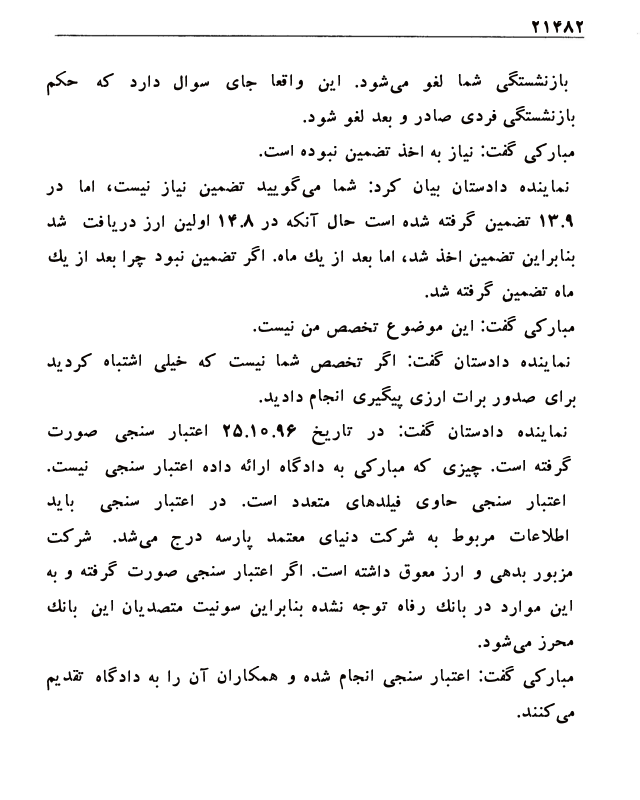 ۲۱۴۸۲
بازنشستگی شما لغو می‌شود. این واقعا جای سوال دارد که حکم
بازنشستگی فردی صادر و بعد لغو شود.
مبارکی گفت: نیاز به اخذ تضمین نبوده است.
نماینده دادستان بیان کرد: شما می‌گویید تضمین نیاز نیست، اما در
۱۳.۹ تضمین گرفته شده است حال آنکه در ۱۴.۸ اولین ارز دریافت شد
بنابراین تضمین اخذ شد، اما بعد از یك ماه. اگر تضمین نبود چرا بعد از یك
ماه تضمین گرفته شد.
مبارکی گفت: این موضوع تخصص من نیست.
نماینده دادستان گفت: اگر تخصص شما نیست که خیلی اشتباه کردید
برای صدور برات ارزی پیگیری انجام دادید.
نماینده دادستان گفت: در تاریخ ۲۵.۱۰.۹۶ اعتبار سنجی صورت
گرفته است. چیزی که مبارکی به دادگاه ارائه داده اعتبار سنجی نیست.
اعتبار سنجی حاوی فیلدهای متعدد است. در اعتبار سنجی باید
اطلاعات مربوط به شرکت دنیای معتمد پارسه درج می‌شد. شرکت
مزبور بدهی و ارز معوق داشته است. اگر اعتبار سنجی صورت گرفته و به
این موارد در بانك رفاه توجه نشده بنابراین سونیت متصدیان این بانك
محرز می‌شود.
مبارکی گفت: اعتبار سنجی انجام شده و همکاران آن را به دادگاه تقدیم
می‌کنند.